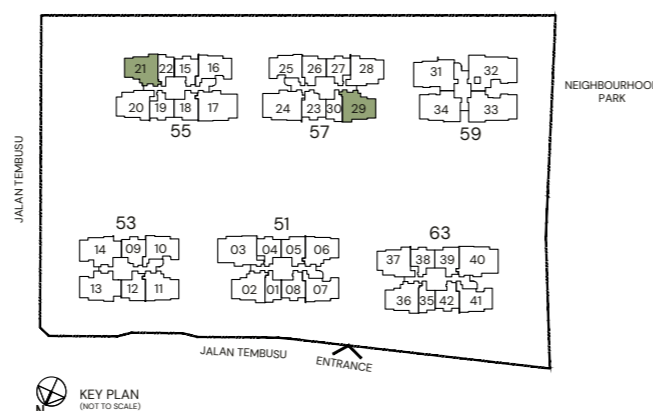 21 22 15 16
20 19 18 17
55
25 26 27 28
24 23 30 29
57
31 32
34 33
59
NEIGHBOURHOOD
PARK
JALAN TEMBUSU
53
14 09 10
13 12 11
51
03 04 05 06
02 01 08 07
63
37 38 39 40
36 35 42 41
JALAN TEMBUSU
ENTRANCE
N
KEY PLAN
(NOT TO SCALE)